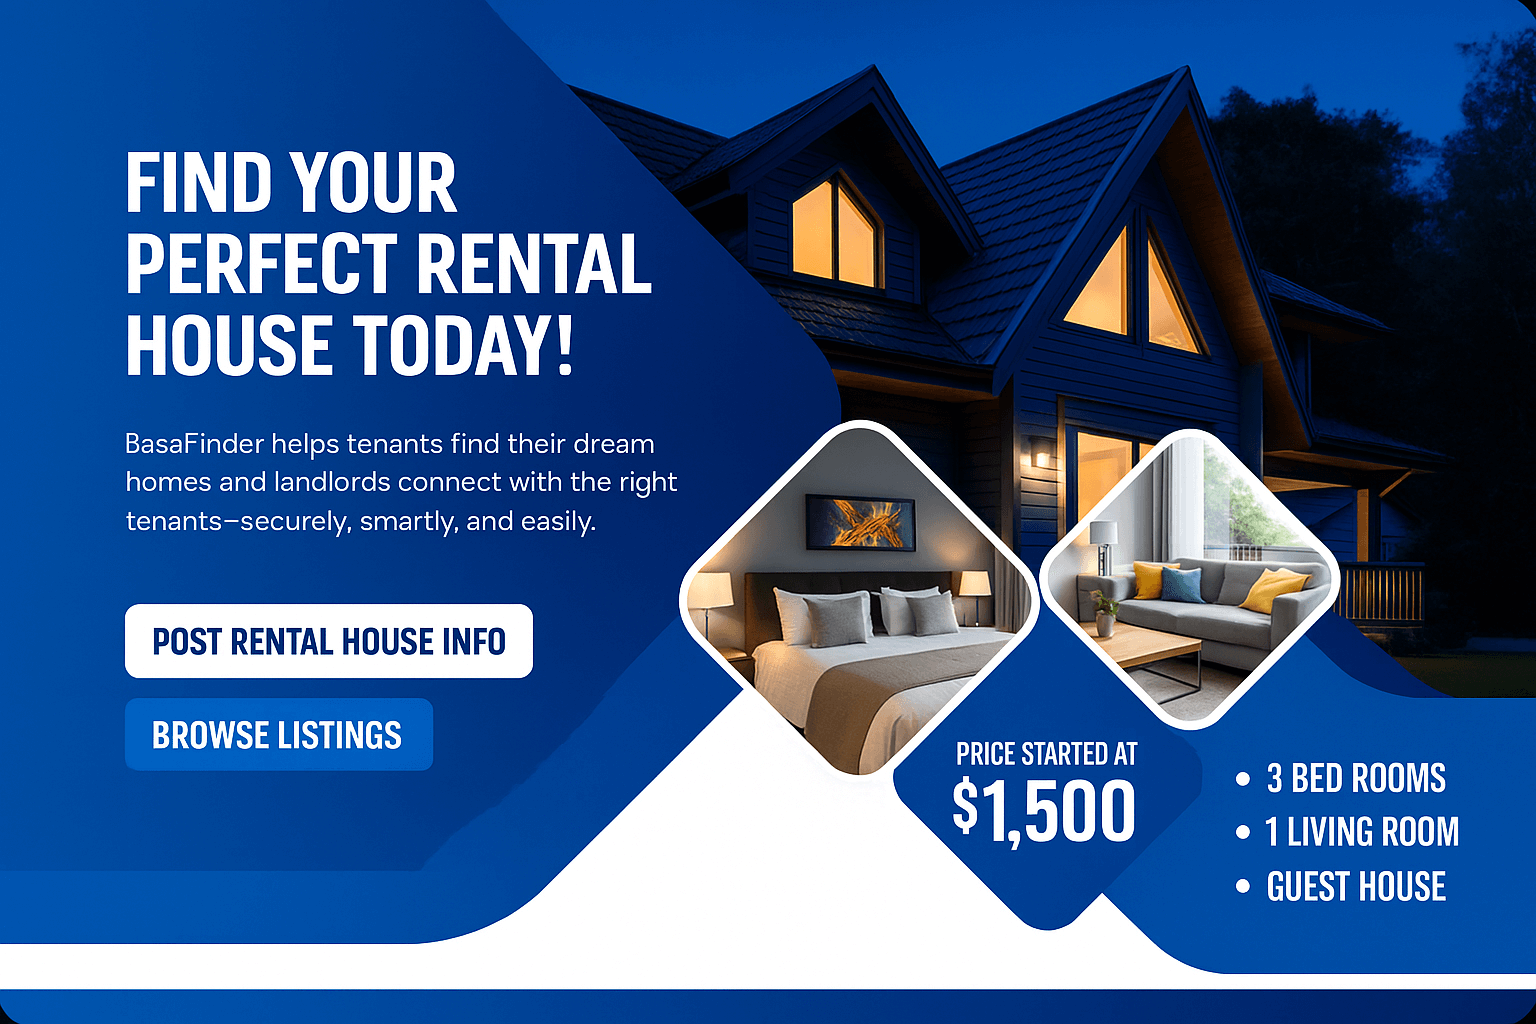 FIND YOUR
PERFECT RENTAL
HOUSE TODAY!
BasaFinder helps tenants find their dream
homes and landlords connect with the right
tenants–securely, smartly, and easily.
POST RENTAL HOUSE INFO
BROWSE LISTINGS
PRICE STARTED AT
$1,500
• 3 BED ROOMS
• 1 LIVING ROOM
• GUEST HOUSE